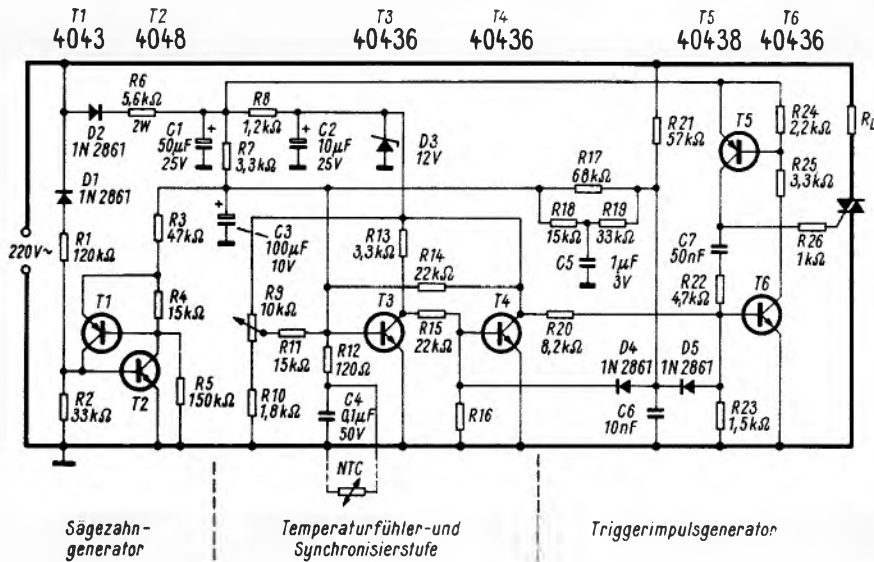 T1 T2 T3 T4 T5 T6
4043 4048 40436 40436 40438 40436
R6
5,6kΩ
2W
D2
1N 2861
C1
50µF
25V
R8
1,2kΩ
R7
3,3kΩ
C2
10µF
25V
D3
12V
R21
57kΩ
T5
R24
2,2kΩ
RL
D1
1N 2861
R17
68kΩ
R25
3,3kΩ
R1
120kΩ
R3
47kΩ
C3
100µF
10V
R13
3,3kΩ
R14
22kΩ
R18
15kΩ
R19
33kΩ
C5
1µF
3V
C7
50nF
R26
1kΩ
220V~
R4
15kΩ
R9
10kΩ
T1
T3
T4
R22
4,7kΩ
T6
R11
15kΩ
R12
120Ω
R15
22kΩ
R20
8,2kΩ
D4
1N 2861
D5
1N 2861
R2
33kΩ
T2
R5
150kΩ
R10
1,8kΩ
C4
0,1µF
50V
R16
C6
10nF
R23
1,5kΩ
NTC
Sägezahn-
generator
Temperaturfühler-und
Synchronisierstufe
Triggerimpulsgenerator